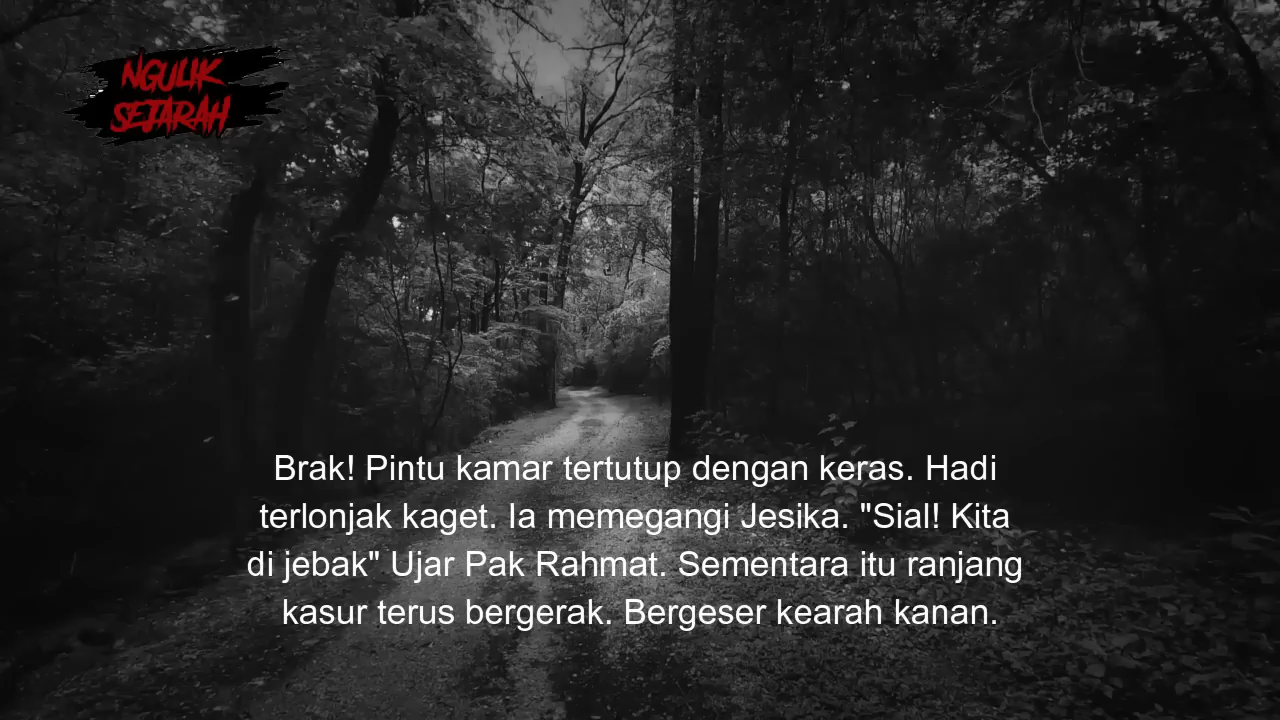 NGULIK
SEJARAH
Brak! Pintu kamar tertutup dengan keras. Hadi
terlonjak kaget. Ia memegangi Jesika. "Sial! Kita
di jebak" Ujar Pak Rahmat. Sementara itu ranjang
kasur terus bergerak. Bergeser kearah kanan.